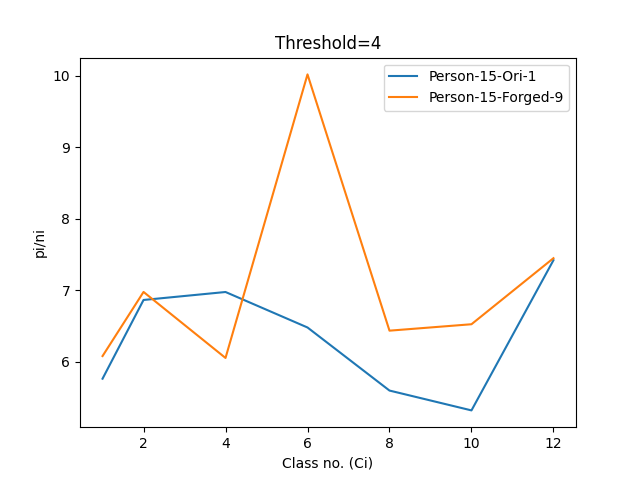 Threshold=4
Person-15-Ori-1
Person-15-Forged-9
10
9
8
7
6
pi/ni
2
4
6
8
10
12
Class no. (Ci)